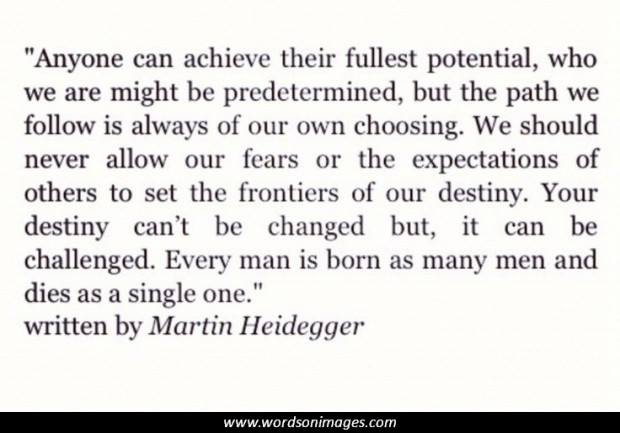 "Anyone can achieve their fullest potential, who
we are might be predetermined, but the path we
follow is always of our own choosing. We should
never allow our fears or the expectations of
others to set the frontiers of our destiny. Your
destiny can’t be changed but, it can be
challenged. Every man is born as many men and
dies as a single one."
written by Martin Heidegger
www.wordsonimages.com